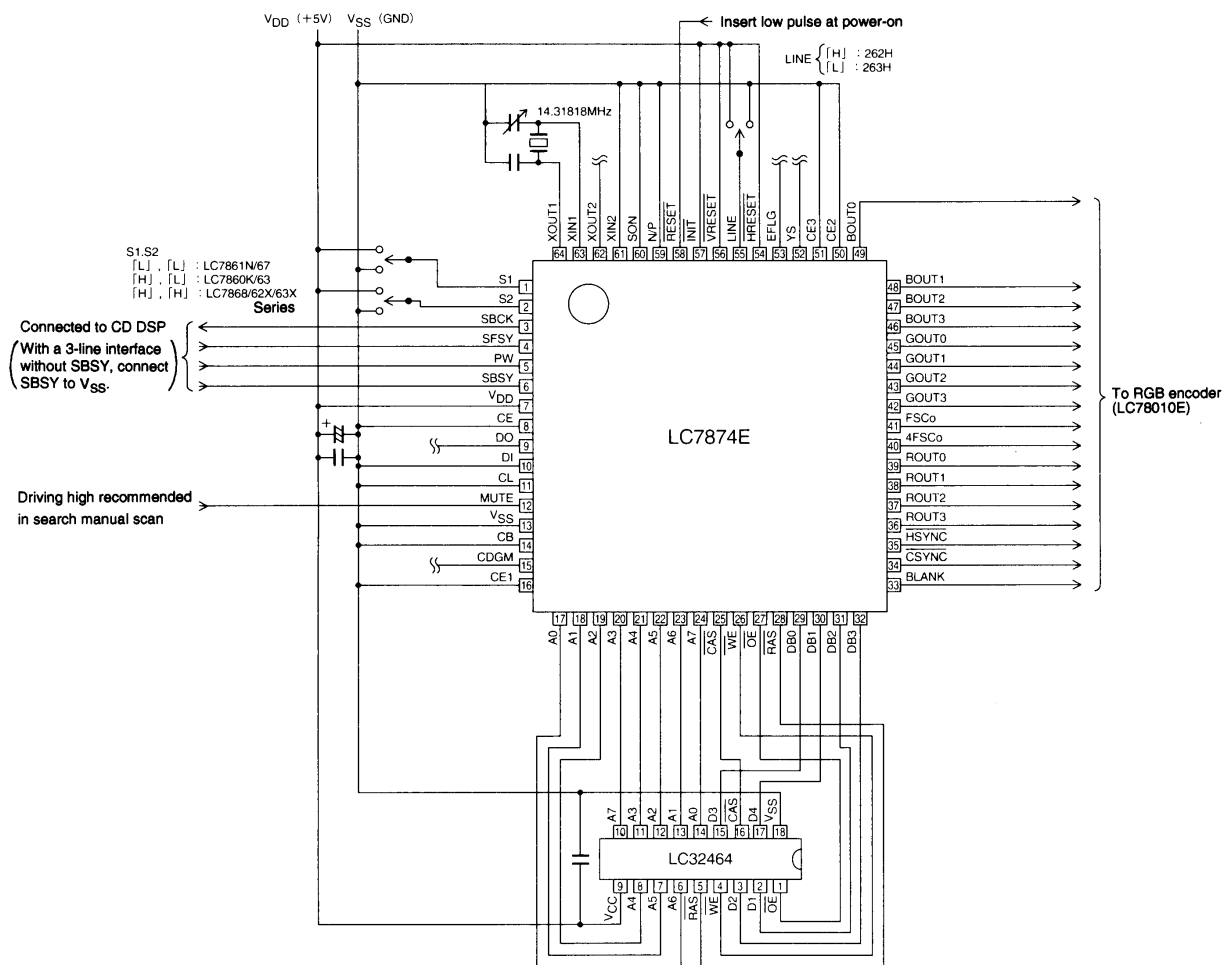 VDD (+5V) VSS (GND)
Insert low pulse at power-on
LINE { ｢H｣ : 262H
｢L｣ : 263H
14.31818MHz
XOUT1 XIN1 XOUT2 XIN2 SON N/P RESET INIT VRESET LINE HRESET EFLG YS CE3 CE2 BOUT0
64 63 62 61 60 59 58 57 56 55 54 53 52 51 50 49
S1.S2
｢L｣ , ｢L｣ : LC7861N/67
｢H｣ , ｢L｣ : LC7860K/63
｢H｣ , ｢H｣ : LC7868/62X/63X
Series
Connected to CD DSP
(With a 3-line interface
without SBSY, connect
SBSY to VSS.)
Driving high recommended
in search manual scan
S1 1
S2 2
SBCK 3
SFSY 4
PW 5
SBSY 6
VDD 7
+
CE 8
DO 9
DI 10
CL 11
MUTE 12
VSS 13
CB 14
CDGM 15
CE1 16
LC7874E
48 BOUT1
47 BOUT2
46 BOUT3
45 GOUT0
44 GOUT1
43 GOUT2
42 GOUT3
41 FSCo
40 4FSCo
39 ROUT0
38 ROUT1
37 ROUT2
36 ROUT3
35 HSYNC
34 CSYNC
33 BLANK
To RGB encoder
(LC78010E)
17 18 19 20 21 22 23 24 25 26 27 28 29 30 31 32
A0 A1 A2 A3 A4 A5 A6 A7 CAS WE OE RAS DB0 DB1 DB2 DB3
A7 A3 A2 A1 A0 D3 CAS D4 VSS
10 11 12 13 14 15 16 17 18
LC32464
9 8 7 6 5 4 3 2 1
VCC A4 A5 A6 RAS WE D2 D1 OE